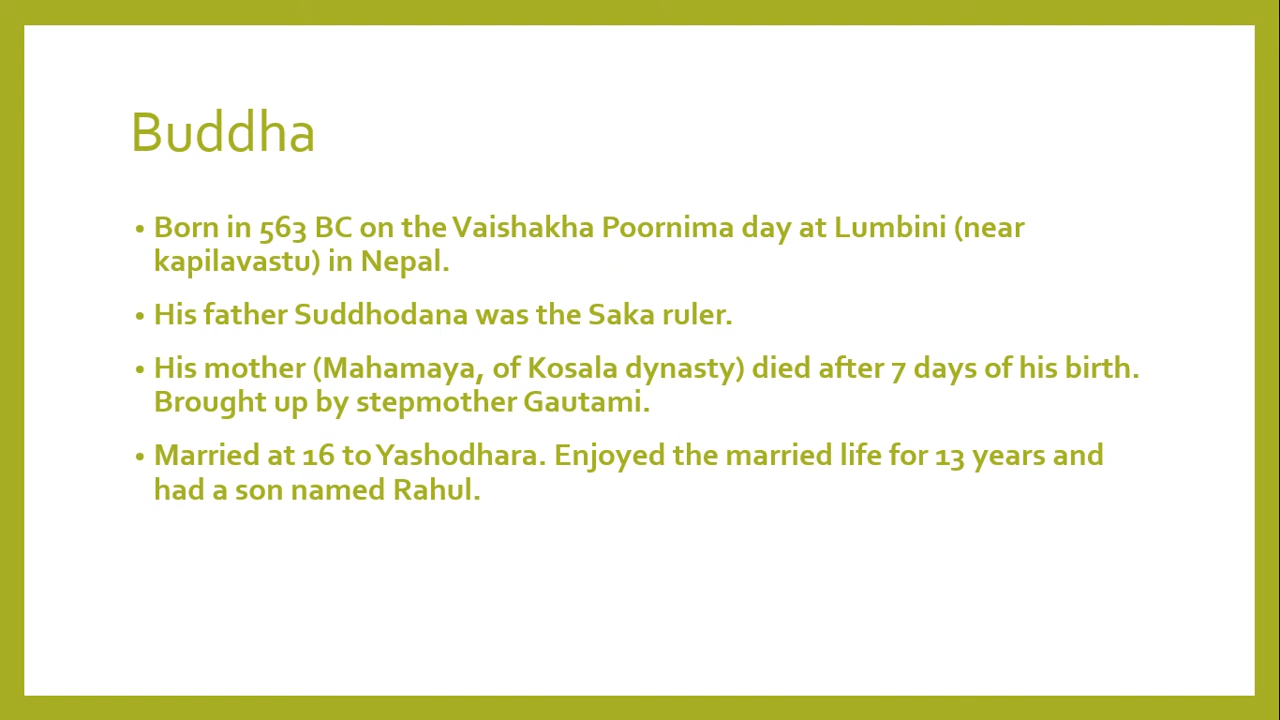 Buddha
• Born in 563 BC on the Vaishakha Poornima day at Lumbini (near
kapilavastu) in Nepal.
• His father Suddhodana was the Saka ruler.
• His mother (Mahamaya, of Kosala dynasty) died after 7 days of his birth.
Brought up by stepmother Gautami.
• Married at 16 to Yashodhara. Enjoyed the married life for 13 years and
had a son named Rahul.